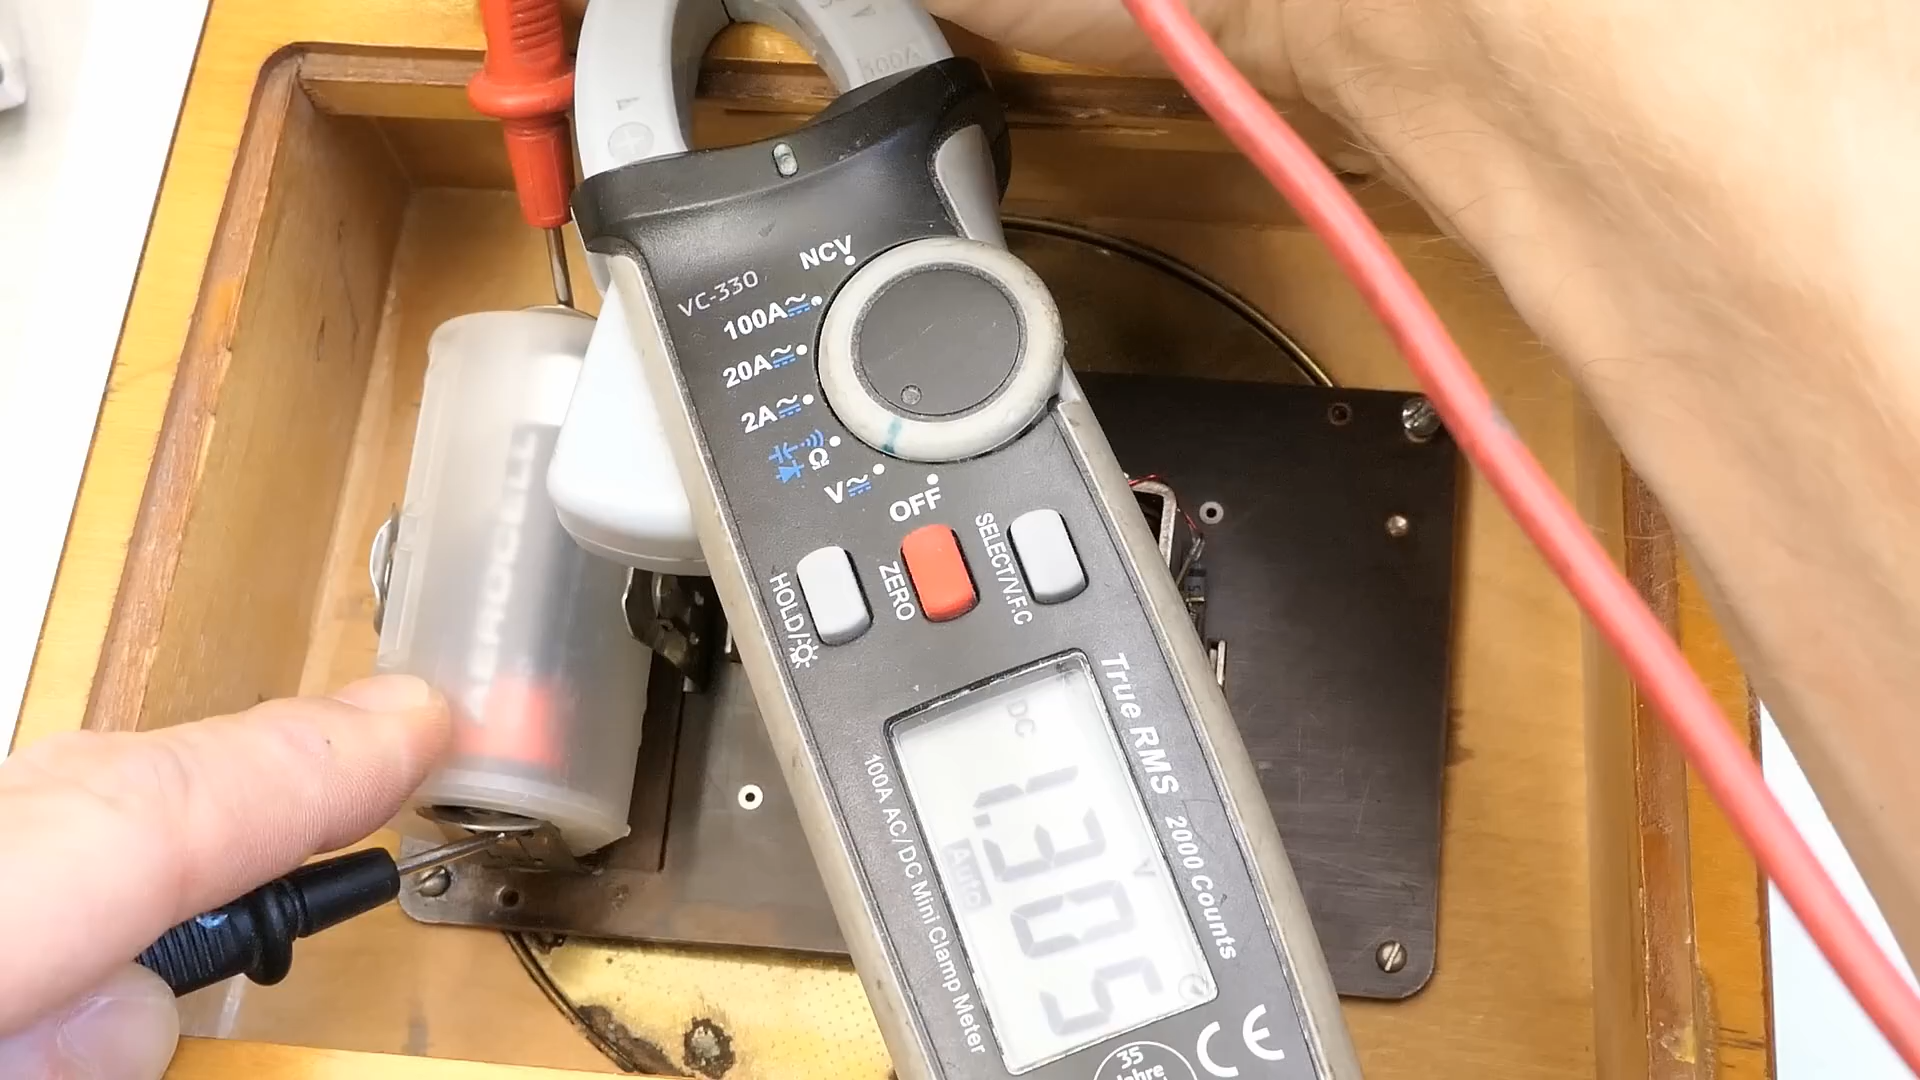 NCV
VC-330
100A
20A
2A
Ω
V
OFF
HOLD/
ZERO
SELECT/V.F.C
True RMS 2000 Counts
DC
1.305
V
Auto
100A AC/DC Mini Clamp Meter
CE
35
Jahre